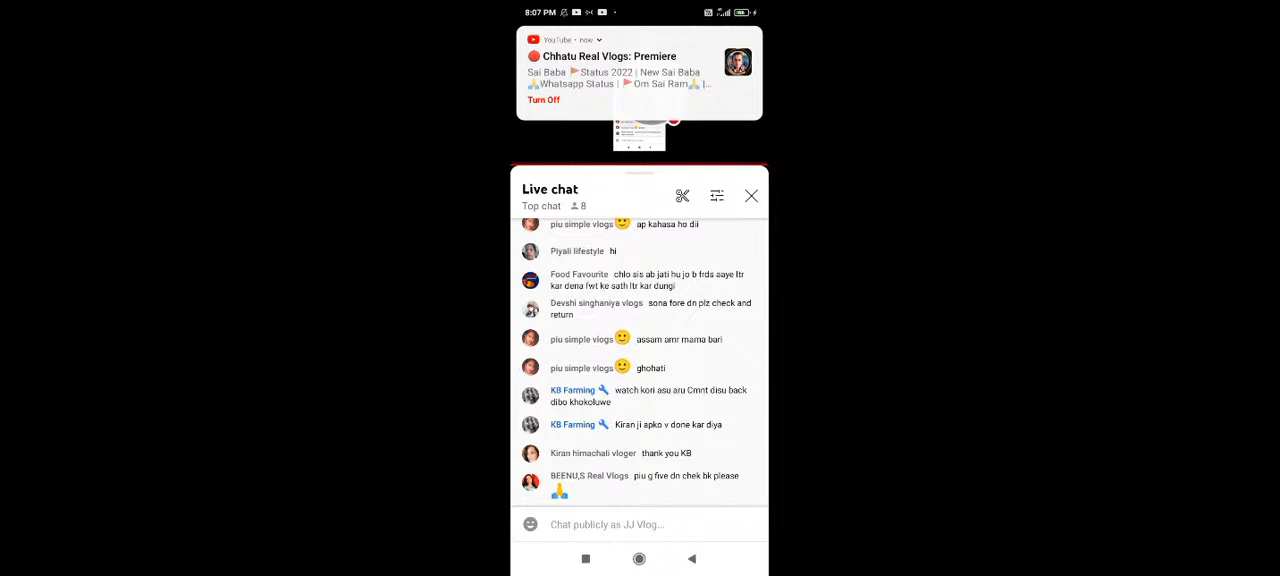 8:07 PM
YouTube • now
🔴 Chhatu Real Vlogs: Premiere
Sai Baba 🚩Status 2022 | New Sai Baba
🙏Whatsapp Status | 🚩Om Sai Ram🙏 |...
Turn Off
Live chat
Top chat 8
piu simple vlogs🙂 ap kahasa ho dii
Piyali lifestyle hi
Food Favourite chlo sis ab jati hu jo b frds aaye ltr
kar dena fwt ke sath ltr kar dungi
Devshi singhaniya vlogs sona fore dn plz check and
return
piu simple vlogs🙂 assam amr mama bari
piu simple vlogs🙂 ghohati
KB Farming 🔧 watch kori asu aru Cmnt disu back
dibo khokoluwe
KB Farming 🔧 Kiran ji apko v done kar diya
Kiran himachali vloger thank you KB
BEENU,S Real Vlogs piu g five dn chek bk please
🙏
Chat publicly as JJ Vlog...